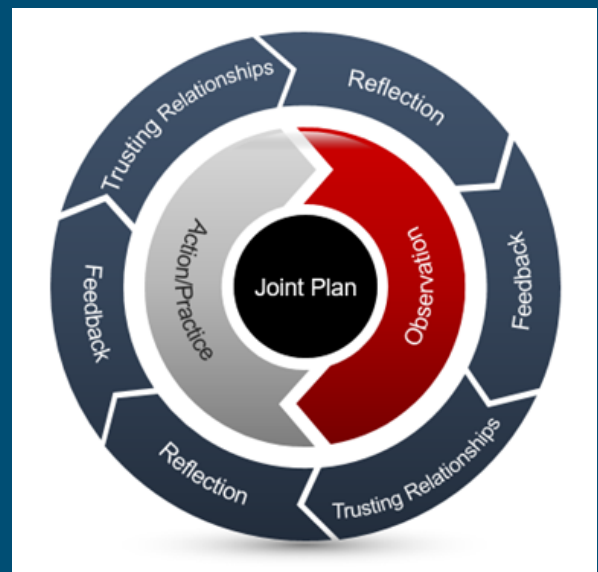 Trusting Relationships
Reflection
Feedback
Trusting Relationships
Reflection
Feedback
Action/Practice
Observation
Joint Plan